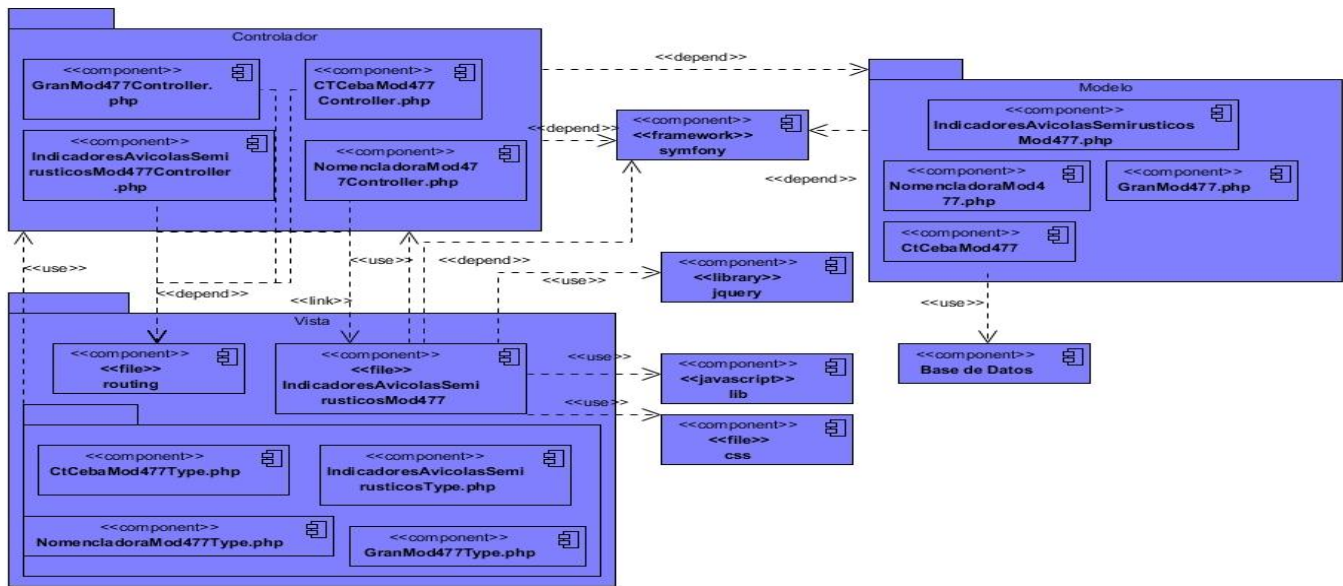 Controlador
<<component>>
GranMod477Controller.
php
<<component>>
CTCebaMod477
Controller.php
<<component>>
IndicadoresAvicolasSemi
rusticosMod477Controller
.php
<<component>>
NomencladoraMod47
7Controller.php
<<depend>>
<<depend>>
<<component>>
<<framework>>
symfony
<<depend>>
Modelo
<<component>>
IndicadoresAvicolasSemirusticos
Mod477.php
<<component>>
NomencladoraMod4
77.php
<<component>>
GranMod477.php
<<component>>
CtCebaMod477
<<use>>
<<component>>
Base de Datos
<<use>>
<<depend>>
<<use>>
<<link>>
<<depend>>
<<use>>
<<component>>
<<library>>
jquery
<<use>>
<<component>>
<<javascript>>
lib
<<use>>
<<component>>
<<file>>
css
Vista
<<component>>
<<file>>
routing
<<component>>
<<file>>
IndicadoresAvicolasSemi
rusticosMod477
<<component>>
CtCebaMod477Type.php
<<component>>
IndicadoresAvicolasSemi
rusticosType.php
<<component>>
NomencladoraMod477Type.php
<<component>>
GranMod477Type.php